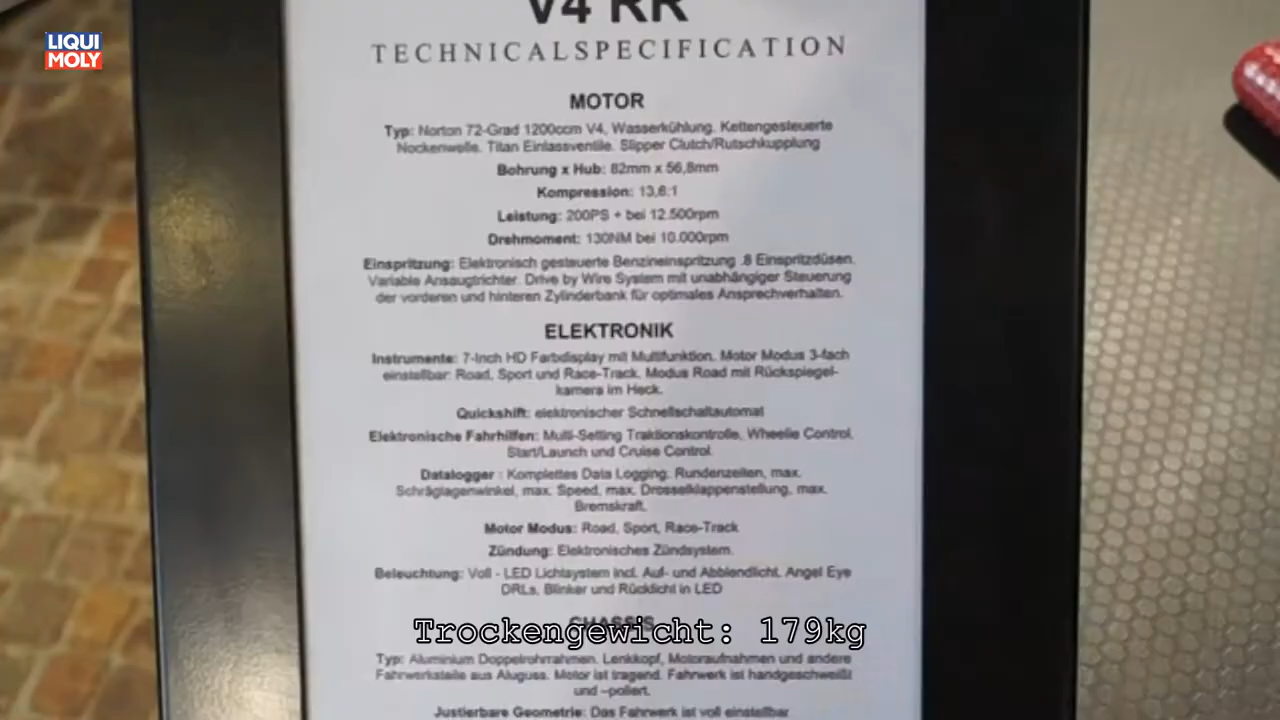 LIQUI
MOLY
V4 RR
TECHNICALSPECIFICATION
MOTOR
Typ: Norton 72-Grad 1200ccm V4, Wasserkühlung. Kettengesteuerte
Nockenwelle. Titan Einlassventile. Slipper Clutch/Rutschkupplung
Bohrung x Hub: 82mm x 56,8mm
Kompression: 13,6:1
Leistung: 200PS + bei 12.500rpm
Drehmoment: 130NM bei 10.000rpm
Einspritzung: Elektronisch gesteuerte Benzineinspritzung .8 Einspritzdüsen.
Variable Ansaugtrichter. Drive by Wire System mit unabhängiger Steuerung
der vorderen und hinteren Zylinderbank für optimales Ansprechverhalten.
ELEKTRONIK
Instrumente: 7-Inch HD Farbdisplay mit Multifunktion. Motor Modus 3-fach
einstellbar: Road, Sport und Race-Track. Modus Road mit Rückspiegel-
kamera im Heck.
Quickshift: elektronischer Schnellschaltautomat
Elektronische Fahrhilfen: Multi-Setting Traktionskontrolle, Wheelie Control,
Start/Launch und Cruise Control.
Datalogger : Komplettes Data Logging. Rundenzeiten, max.
Schräglagenwinkel, max. Speed, max. Drosselklappenstellung, max.
Bremskraft.
Motor Modus: Road, Sport, Race-Track
Zündung: Elektronisches Zündsystem.
Beleuchtung: Voll - LED Lichtsystem incl. Auf- und Abblendlicht, Angel Eye
DRLs, Blinker und Rücklicht in LED
CHASSIS
Trockengewicht: 179kg
Typ: Aluminium Doppelrohrrahmen. Lenkkopf, Motoraufnahmen und andere
Fahrwerksteile aus Aluguss. Motor ist tragend. Fahrwerk ist handgeschweißt
und –poliert.
Justierbare Geometrie: Das Fahrwerk ist voll einstellbar